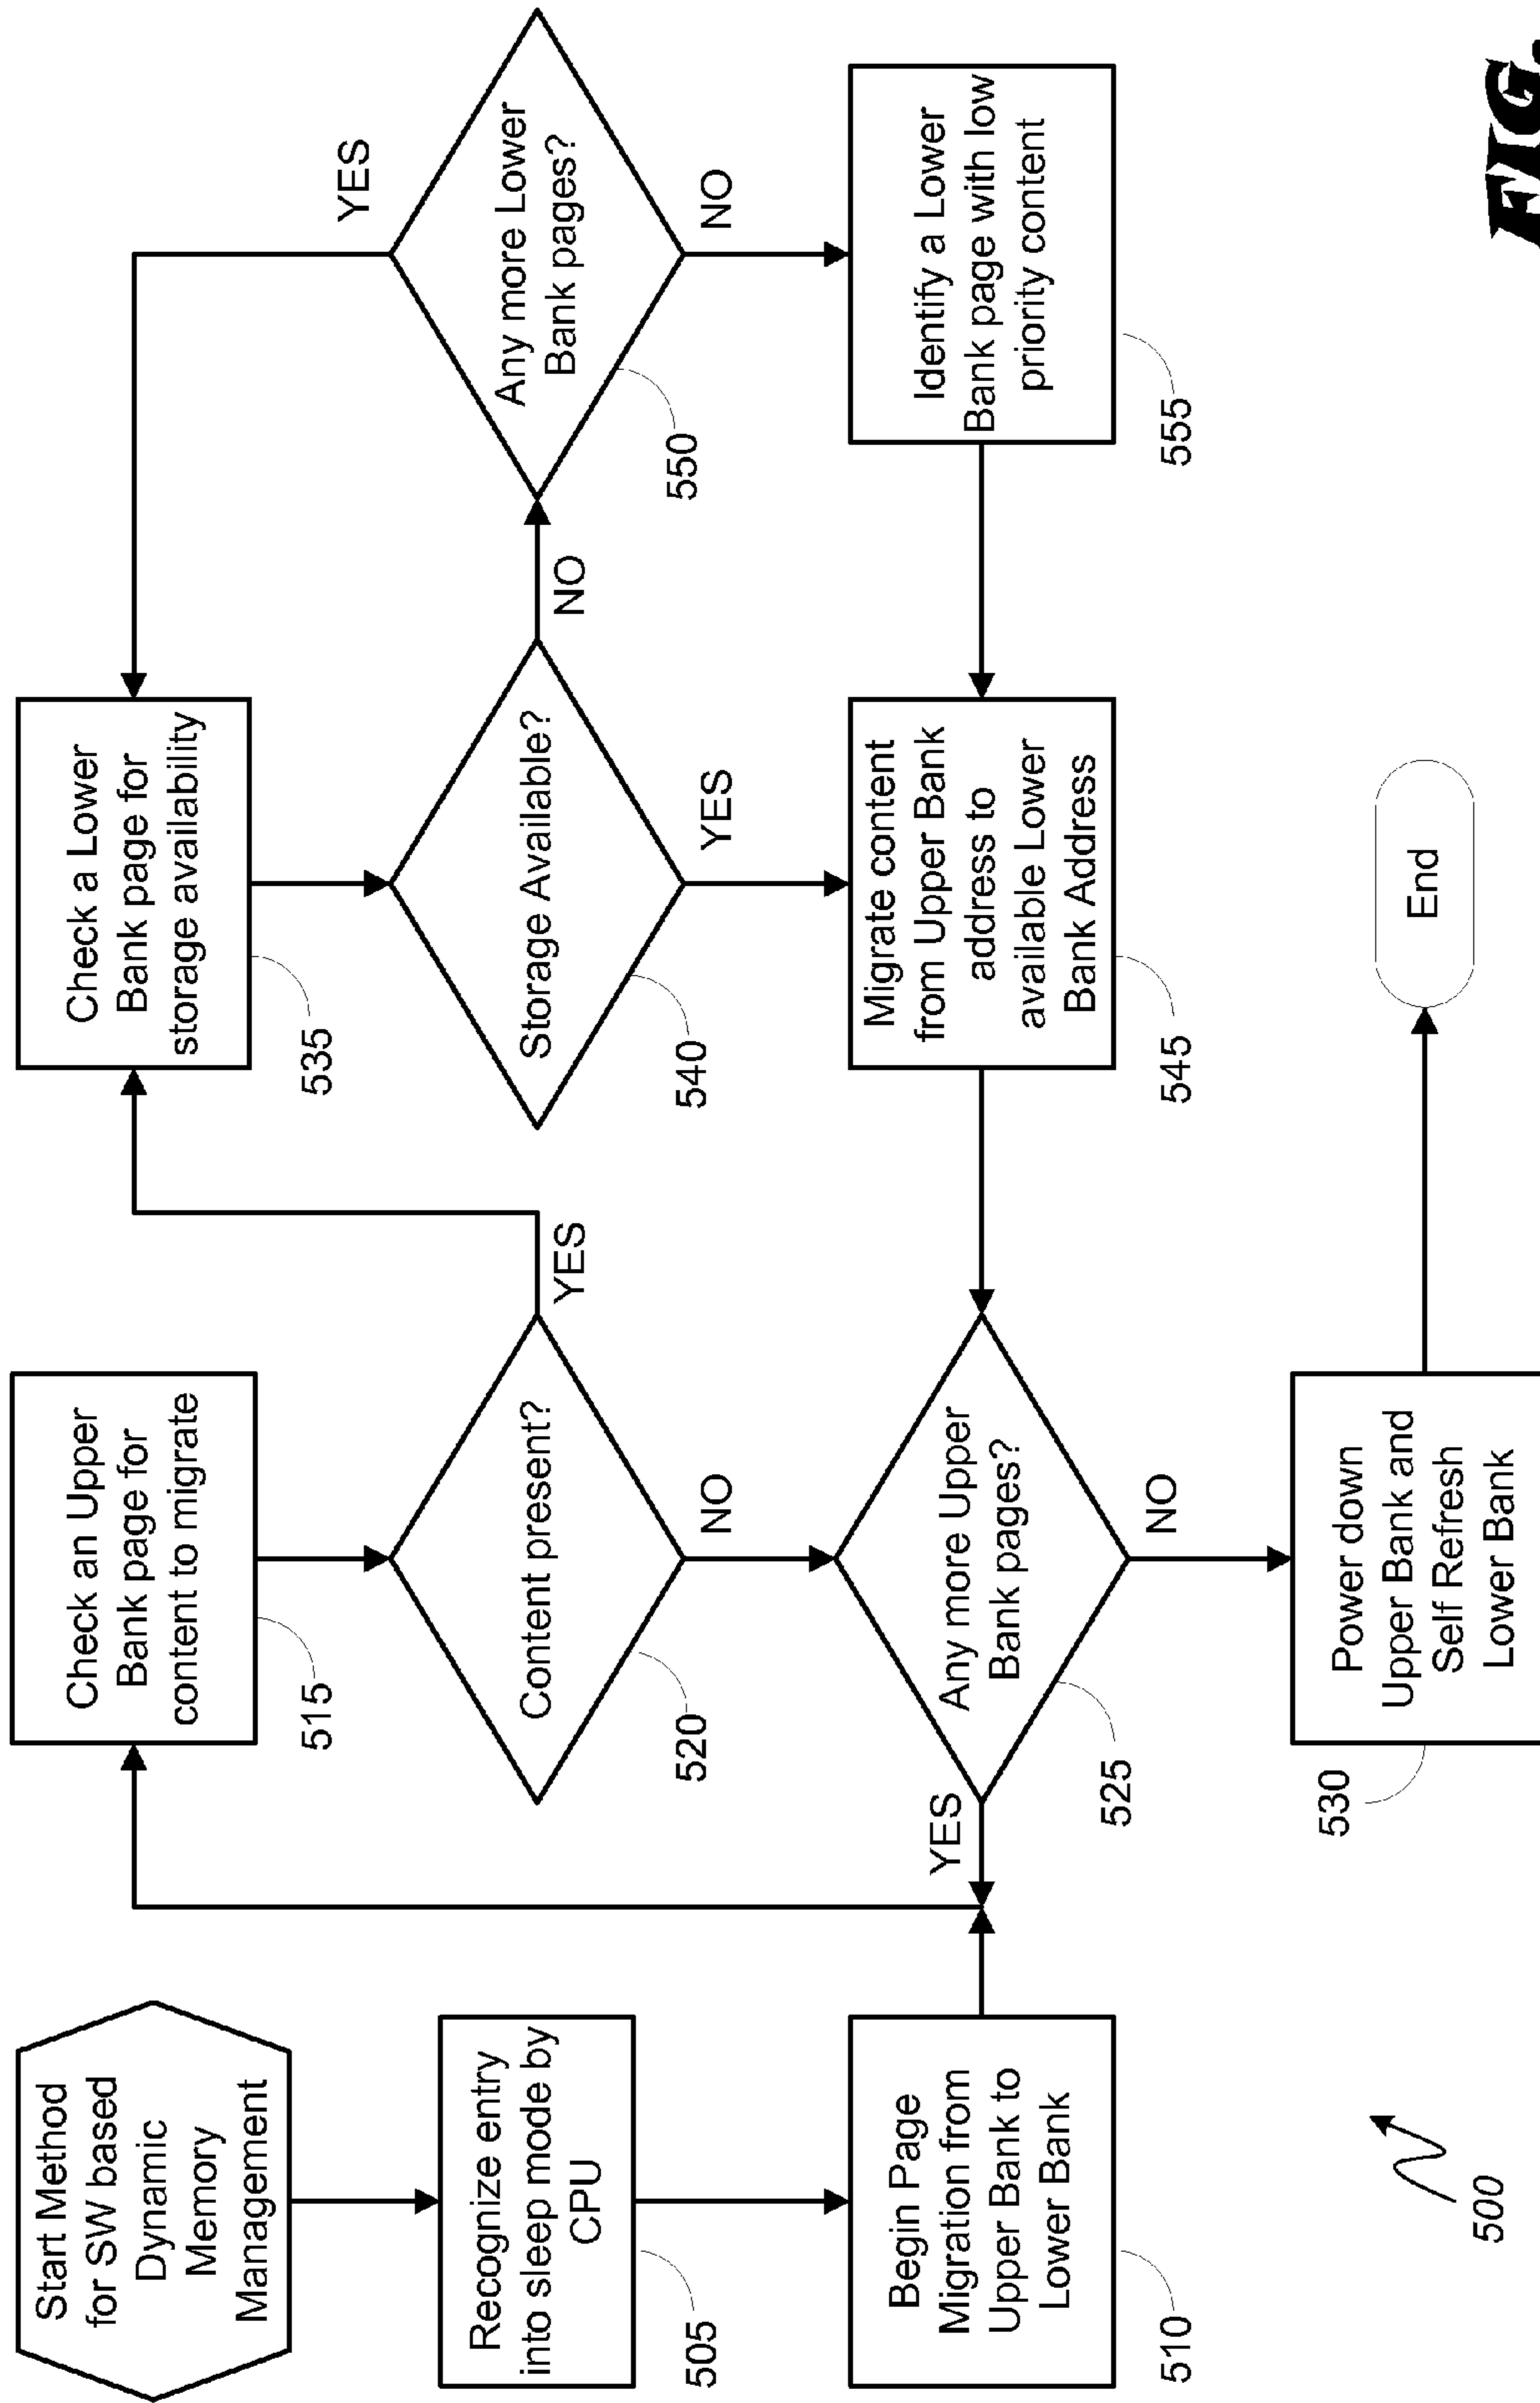 Start Method
for SW based
Dynamic
Memory
Management
Recognize entry
into sleep mode by
CPU
505
Begin Page
Migration from
Upper Bank to
Lower Bank
510
Check an Upper
Bank page for
content to migrate
515
Content present?
520
YES
NO
Any more Upper
Bank pages?
525
YES
NO
Power down
Upper Bank and
Self Refresh
Lower Bank
530
End
Check a Lower
Bank page for
storage availability
535
Storage Available?
540
NO
YES
Migrate content
from Upper Bank
address to
available Lower
Bank Address
545
Any more Lower
Bank pages?
550
YES
NO
Identify a Lower
Bank page with low
priority content
555
500
FIG.